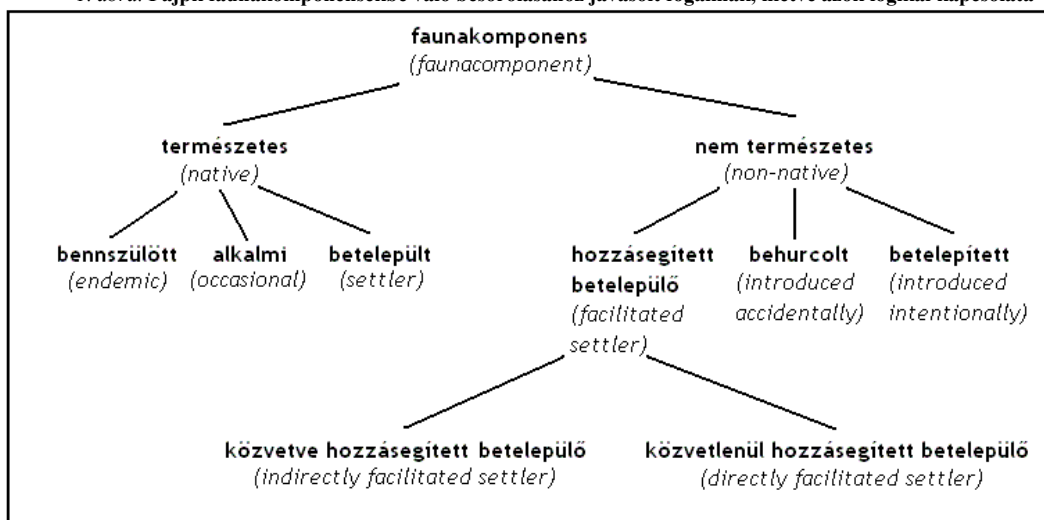 faunakomponens
(faunacomponent)
természetes
(native)
nem természetes
(non-native)
bennszülött
(endemic)
alkalmi
(occasional)
betelepült
(settler)
hozzásegített
betelepülő
(facilitated
settler)
behurcolt
(introduced
accidentally)
betelepített
(introduced
intentionally)
közvetve hozzásegített betelepülő
(indirectly facilitated settler)
közvetlenül hozzásegített betelepülő
(directly facilitated settler)